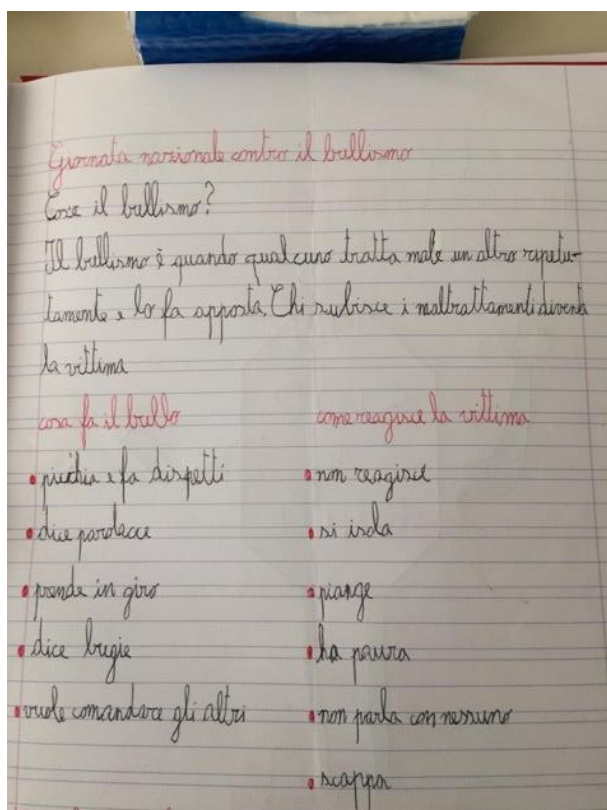 Giornata nazionale contro il bullismo
Cos'è il bullismo?
Il bullismo è quando qualcuno tratta male un altro ripetu-
tamente e lo fa apposta. Chi subisce i maltrattamenti diventa
la vittima
cosa fa il bullo
come reagisce la vittima
• picchia e fa dispetti
• non reagisce
• dice parolacce
• si isola
• prende in giro
• piange
• dice bugie
• ha paura
• vuole comandare gli altri
• non parla con nessuno
• scappa